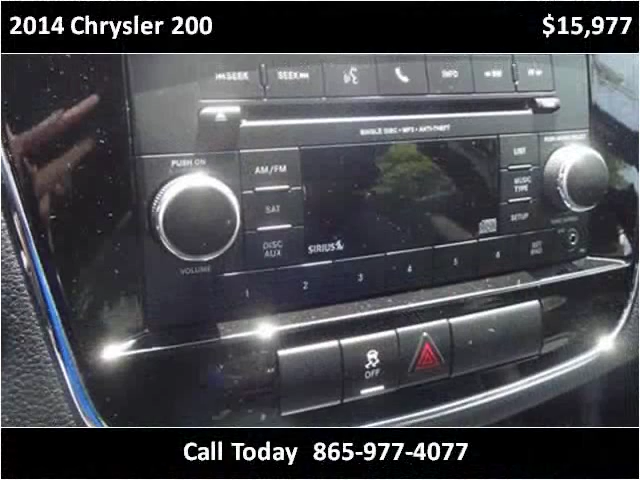 2014 Chrysler 200 $15,977
SEEK SEEK INFO
SINGLE DISC • MP3 • ANTI-THEFT
PUSH ON
AM/FM
LIST
MUSIC TYPE
SAT
SETUP
DISC AUX
SIRIUS
VOLUME
SET RND
1 2 3 4 5 6
OFF
Call Today 865-977-4077